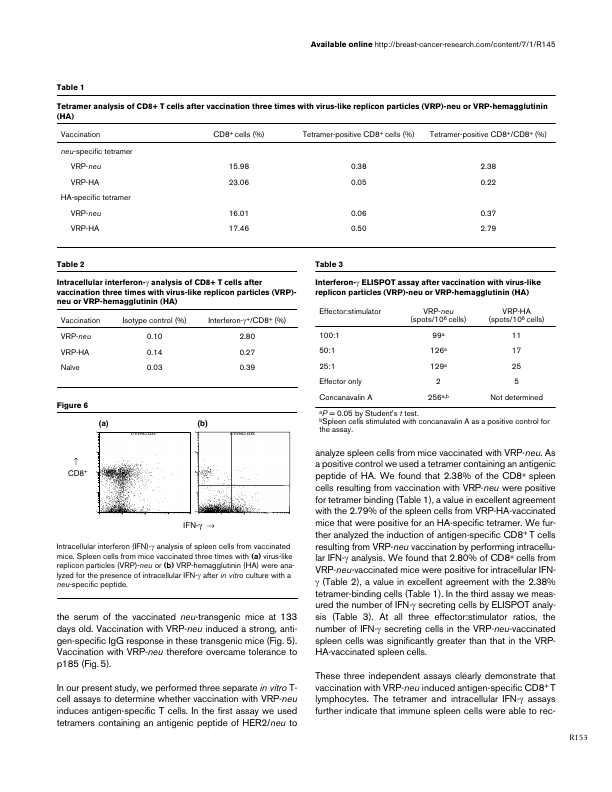 Available online http://breast-cancer-research.com/content/7/1/R145
Table 1
Tetramer analysis of CD8+ T cells after vaccination three times with virus-like replicon particles (VRP)-neu or VRP-hemagglutinin
(HA)
Vaccination CD8⁺ cells (%) Tetramer-positive CD8⁺ cells (%) Tetramer-positive CD8⁺/CD8⁺ (%)
neu-specific tetramer
VRP-neu 15.98 0.38 2.38
VRP-HA 23.06 0.05 0.22
HA-specific tetramer
VRP-neu 16.01 0.06 0.37
VRP-HA 17.46 0.50 2.79
Table 2
Intracellular interferon-γ analysis of CD8+ T cells after
vaccination three times with virus-like replicon particles (VRP)-
neu or VRP-hemagglutinin (HA)
Vaccination Isotype control (%) Interferon-γ⁺/CD8⁺ (%)
VRP-neu 0.10 2.80
VRP-HA 0.14 0.27
Naïve 0.03 0.39
Figure 6
(a) (b)
↑
CD8⁺
IFN-γ →
Intracellular interferon (IFN)-γ analysis of spleen cells from vaccinated
mice. Spleen cells from mice vaccinated three times with (a) virus-like
replicon particles (VRP)-neu or (b) VRP-hemagglutinin (HA) were ana-
lyzed for the presence of intracellular IFN-γ after in vitro culture with a
neu-specific peptide.
the serum of the vaccinated neu-transgenic mice at 133
days old. Vaccination with VRP-neu induced a strong, anti-
gen-specific IgG response in these transgenic mice (Fig. 5).
Vaccination with VRP-neu therefore overcame tolerance to
p185 (Fig. 5).
In our present study, we performed three separate in vitro T-
cell assays to determine whether vaccination with VRP-neu
induces antigen-specific T cells. In the first assay we used
tetramers containing an antigenic peptide of HER2/neu to
Table 3
Interferon-γ ELISPOT assay after vaccination with virus-like
replicon particles (VRP)-neu or VRP-hemagglutinin (HA)
Effector:stimulator VRP-neu VRP-HA
(spots/10⁶ cells) (spots/10⁶ cells)
100:1 99ᵃ 11
50:1 126ᵃ 17
25:1 129ᵃ 25
Effector only 2 5
Concanavalin A 256ᵃ,ᵇ Not determined
ᵃP = 0.05 by Student's t test.
ᵇSpleen cells stimulated with concanavalin A as a positive control for
the assay.
analyze spleen cells from mice vaccinated with VRP-neu. As
a positive control we used a tetramer containing an antigenic
peptide of HA. We found that 2.38% of the CD8⁺ spleen
cells resulting from vaccination with VRP-neu were positive
for tetramer binding (Table 1), a value in excellent agreement
with the 2.79% of the spleen cells from VRP-HA-vaccinated
mice that were positive for an HA-specific tetramer. We fur-
ther analyzed the induction of antigen-specific CD8⁺ T cells
resulting from VRP-neu vaccination by performing intracellu-
lar IFN-γ analysis. We found that 2.80% of CD8⁺ cells from
VRP-neu-vaccinated mice were positive for intracellular IFN-
γ (Table 2), a value in excellent agreement with the 2.38%
tetramer-binding cells (Table 1). In the third assay we meas-
ured the number of IFN-γ secreting cells by ELISPOT analy-
sis (Table 3). At all three effector:stimulator ratios, the
number of IFN-γ secreting cells in the VRP-neu-vaccinated
spleen cells was significantly greater than that in the VRP-
HA-vaccinated spleen cells.
These three independent assays clearly demonstrate that
vaccination with VRP-neu induced antigen-specific CD8⁺ T
lymphocytes. The tetramer and intracellular IFN-γ assays
further indicate that immune spleen cells were able to rec-
R153